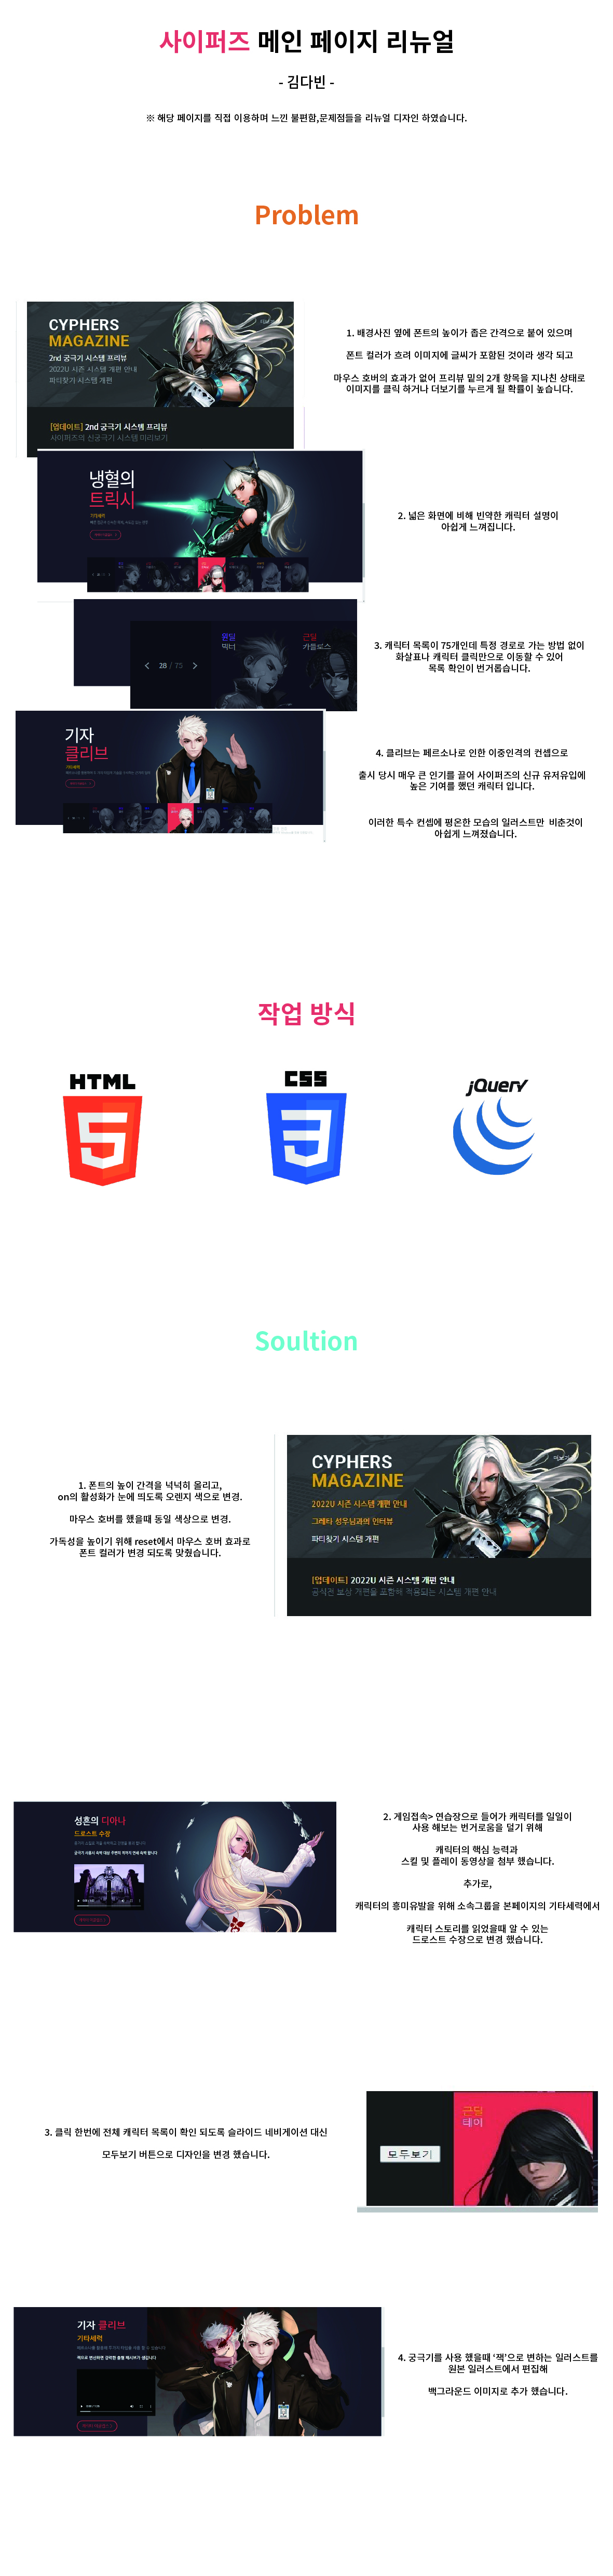 사이퍼즈 메인 페이지 리뉴얼
- 김다빈 -
※ 해당 페이지를 직접 이용하며 느낀 불편함,문제점들을 리뉴얼 디자인 하였습니다.
Problem
CYPHERS
MAGAZINE
2nd 궁극기 시스템 프리뷰
2022U 시즌 시스템 개편 안내
파티찾기 시스템 개편
[업데이트] 2nd 궁극기 시스템 프리뷰
사이퍼즈의 신궁극기 시스템 미리보기
1. 배경사진 옆에 폰트의 높이가 좁은 간격으로 붙어 있으며
폰트 컬러가 흐려 이미지에 글씨가 포함된 것이라 생각 되고
마우스 호버의 효과가 없어 프리뷰 밑의 2개 항목을 지나친 상태로
이미지를 클릭 하거나 더보기를 누르게 될 확률이 높습니다.
냉혈의
트릭시
기타세력
2. 넓은 화면에 비해 빈약한 캐릭터 설명이
아쉽게 느껴집니다.
원딜
믹터
근딜
카를로스
28 / 75
3. 캐릭터 목록이 75개인데 특정 경로로 가는 방법 없이
화살표나 캐릭터 클릭만으로 이동할 수 있어
목록 확인이 번거롭습니다.
기자
클리브
기타세력
4. 클리브는 페르소나로 인한 이중인격의 컨셉으로
출시 당시 매우 큰 인기를 끌어 사이퍼즈의 신규 유저유입에
높은 기여를 했던 캐릭터 입니다.
이러한 특수 컨셉에 평온한 모습의 일러스트만 비춘것이
아쉽게 느껴졌습니다.
작업 방식
HTML
5
CSS
3
jQuery
Soultion
1. 폰트의 높이 간격을 넉넉히 올리고,
on의 활성화가 눈에 띄도록 오렌지 색으로 변경.
마우스 호버를 했을때 동일 색상으로 변경.
가독성을 높이기 위해 reset에서 마우스 호버 효과로
폰트 컬러가 변경 되도록 맞췄습니다.
CYPHERS
MAGAZINE
2022U 시즌 시스템 개편 안내
그레타 성우님과의 인터뷰
파티찾기 시스템 개편
[업데이트] 2022U 시즌 시스템 개편 안내
공식전 보상 개편을 포함해 적용되는 시스템 개편 안내
성흔의 디아나
드로스트 수장
2. 게임접속> 연습장으로 들어가 캐릭터를 일일이
사용 해보는 번거로움을 덜기 위해
캐릭터의 핵심 능력과
스킬 및 플레이 동영상을 첨부 했습니다.
추가로,
캐릭터의 흥미유발을 위해 소속그룹을 본페이지의 기타세력에서
캐릭터 스토리를 읽었을때 알 수 있는
드로스트 수장으로 변경 했습니다.
3. 클릭 한번에 전체 캐릭터 목록이 확인 되도록 슬라이드 네비게이션 대신
모두보기 버튼으로 디자인을 변경 했습니다.
근딜
테이
모두보기
기자 클리브
기타세력
4. 궁극기를 사용 했을때 ‘잭’으로 변하는 일러스트를
원본 일러스트에서 편집해
백그라운드 이미지로 추가 했습니다.